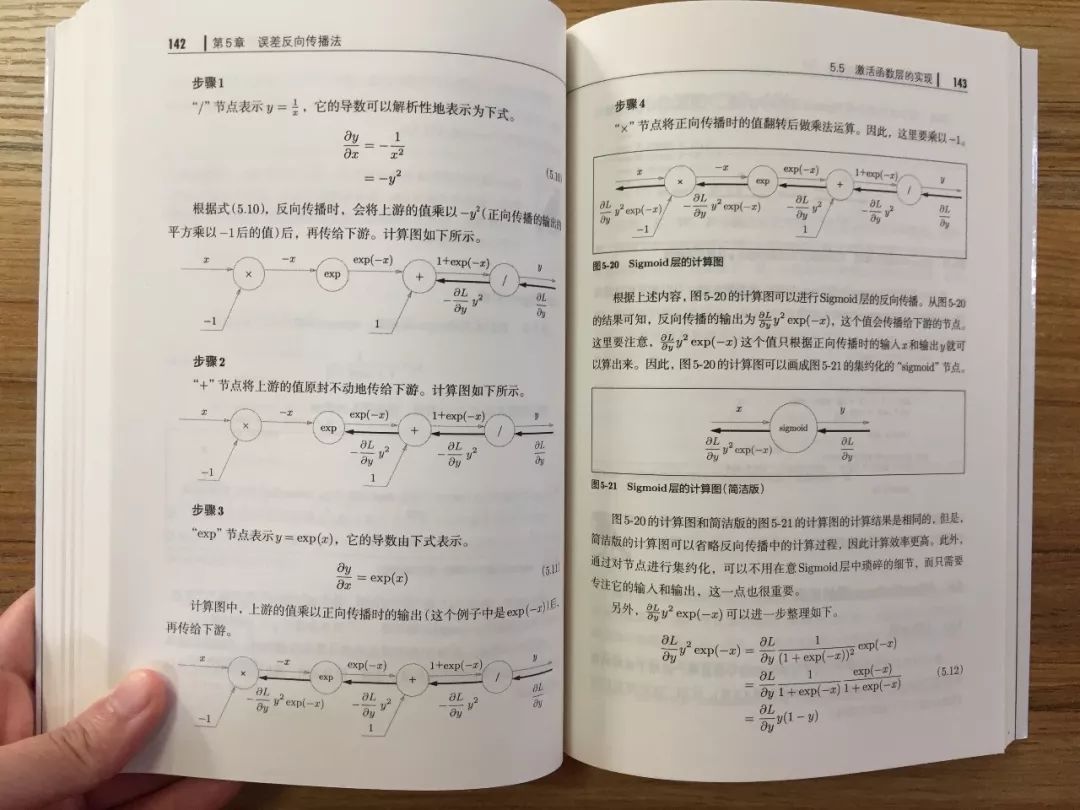 142 第5章 误差反向传播法
步骤1
“/”节点表示 y = 1/x，它的导数可以解析性地表示为下式。
∂y/∂x = −1/x²
= −y² (5.10)
根据式(5.10)，反向传播时，会将上游的值乘以 −y²（正向传播的输出的
平方乘以 −1 后的值）后，再传给下游。计算图如下所示。
x −x exp(−x) 1+exp(−x) y
× exp + /
−∂L/∂y y² ∂L/∂y
−1 1
步骤2
“+”节点将上游的值原封不动地传给下游。计算图如下所示。
x −x exp(−x) 1+exp(−x) y
× exp + /
−∂L/∂y y² −∂L/∂y y² ∂L/∂y
−1 1
步骤3
“exp”节点表示 y = exp(x)，它的导数由下式表示。
∂y/∂x = exp(x) (5.11)
计算图中，上游的值乘以正向传播时的输出（这个例子中是 exp(−x)）后，
再传给下游。
x −x exp(−x) 1+exp(−x) y
× exp + /
−∂L/∂y y² exp(−x) −∂L/∂y y² −∂L/∂y y² ∂L/∂y
−1 1
5.5 激活函数层的实现 143
步骤4
“×”节点将正向传播时的值翻转后做乘法运算。因此，这里要乘以 −1。
x −x exp(−x) 1+exp(−x) y
× exp + /
∂L/∂y y² exp(−x) −∂L/∂y y² exp(−x) −∂L/∂y y² −∂L/∂y y² ∂L/∂y
−1 1
图5-20 Sigmoid层的计算图
根据上述内容，图5-20的计算图可以进行Sigmoid层的反向传播。从图5-20
的结果可知，反向传播的输出为 ∂L/∂y y² exp(−x)，这个值会传播给下游的节点。
这里要注意，∂L/∂y y² exp(−x) 这个值只根据正向传播时的输入 x 和输出 y 就可
以算出来。因此，图5-20的计算图可以画成图5-21的集约化的“sigmoid”节点。
x y
sigmoid
∂L/∂y y² exp(−x) ∂L/∂y
图5-21 Sigmoid层的计算图（简洁版）
图5-20的计算图和简洁版的图5-21的计算图的计算结果是相同的，但是，
简洁版的计算图可以省略反向传播中的计算过程，因此计算效率更高。此外，
通过对节点进行集约化，可以不用在意Sigmoid层中琐碎的细节，而只需要
专注它的输入和输出，这一点也很重要。
另外，∂L/∂y y² exp(−x) 可以进一步整理如下。
∂L/∂y y² exp(−x) = ∂L/∂y 1/(1 + exp(−x))² exp(−x)
= ∂L/∂y 1/(1 + exp(−x)) exp(−x)/(1 + exp(−x)) (5.12)
= ∂L/∂y y(1 − y)